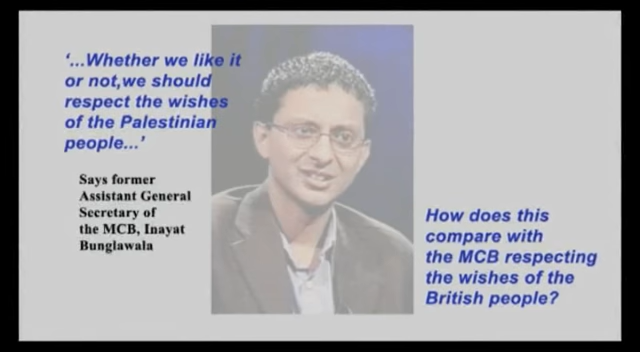 ‘...Whether we like it
or not,we should
respect the wishes
of the Palestinian
people...’
Says former
Assistant General
Secretary of
the MCB, Inayat
Bunglawala
How does this
compare with
the MCB respecting
the wishes of the
British people?